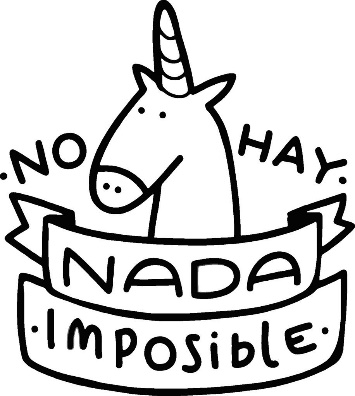 ·NO HAY.
NADA
·IMPOSIBLE·